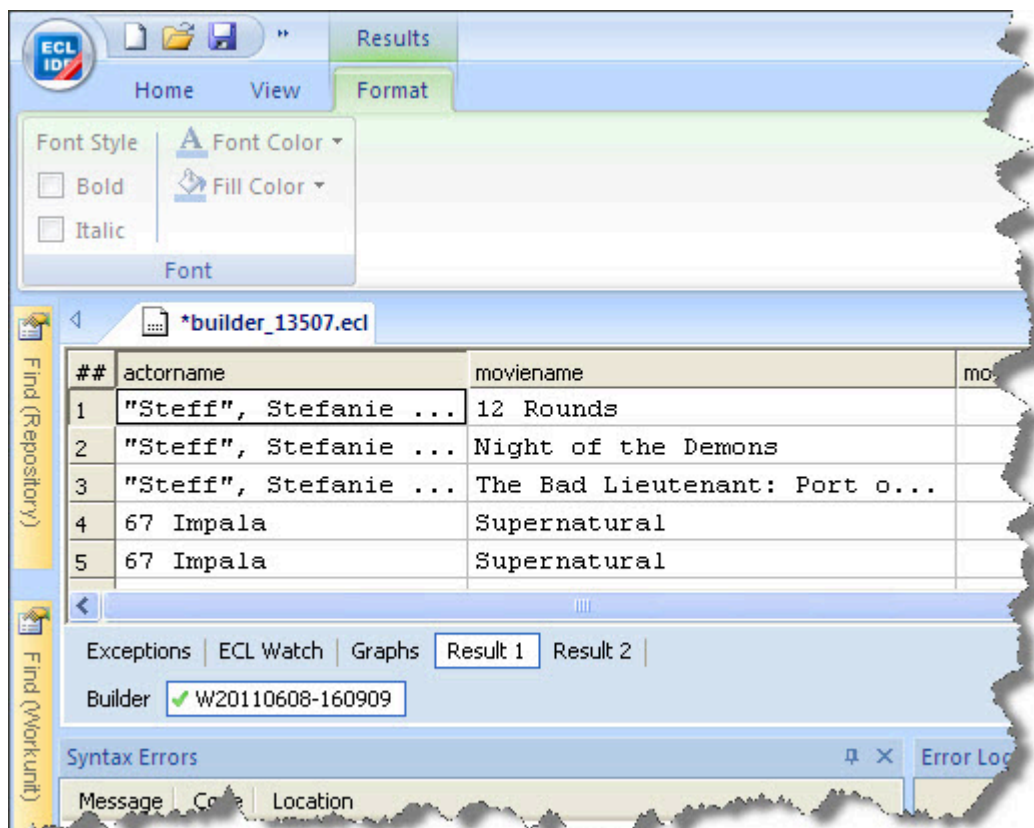 ECL IDE
Results
Home View Format
Font Style
Font Color
Bold
Fill Color
Italic
Font
*builder_13507.ecl
## actorname moviename
1 "Steff", Stefanie ... 12 Rounds
2 "Steff", Stefanie ... Night of the Demons
3 "Steff", Stefanie ... The Bad Lieutenant: Port o...
4 67 Impala Supernatural
5 67 Impala Supernatural
Find (Repository)
Exceptions ECL Watch Graphs Result 1 Result 2
Builder W20110608-160909
Find (Workunit)
Syntax Errors Error Log
Message Code Location